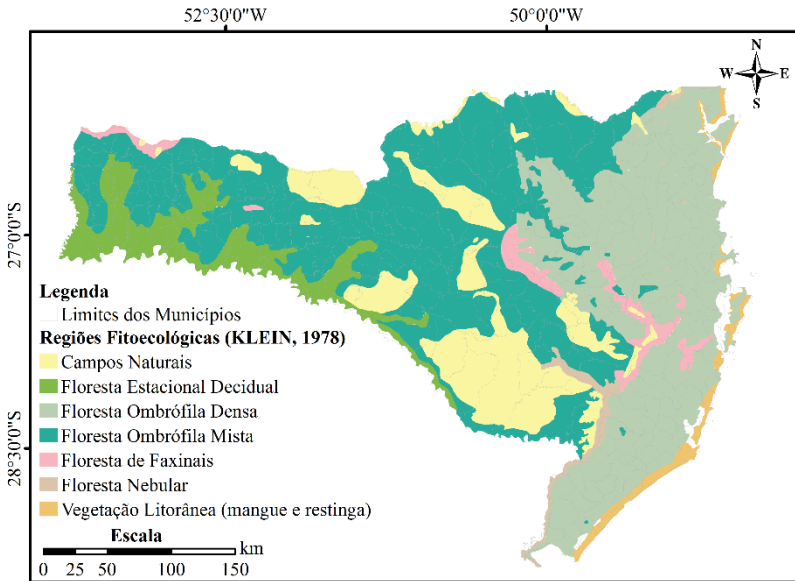 52°30'0"W 50°0'0"W
N
W E
S
27°0'0"S
28°30'0"S
Legenda
Limites dos Municípios
Regiões Fitoecológicas (KLEIN, 1978)
Campos Naturais
Floresta Estacional Decidual
Floresta Ombrófila Densa
Floresta Ombrófila Mista
Floresta de Faxinais
Floresta Nebular
Vegetação Litorânea (mangue e restinga)
Escala
km
0 25 50 100 150